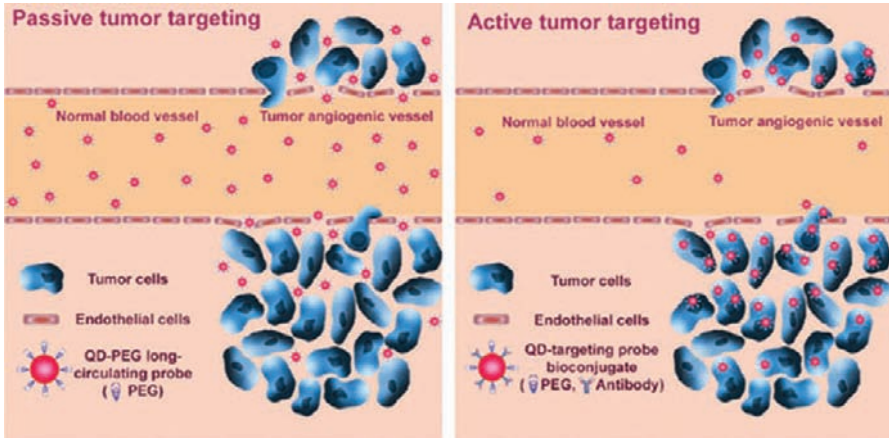 Passive tumor targeting
Normal blood vessel
Tumor angiogenic vessel
Tumor cells
Endothelial cells
QD-PEG long-
circulating probe
( PEG)
Active tumor targeting
Normal blood vessel
Tumor angiogenic vessel
Tumor cells
Endothelial cells
QD-targeting probe
bioconjugate
( PEG, Antibody)